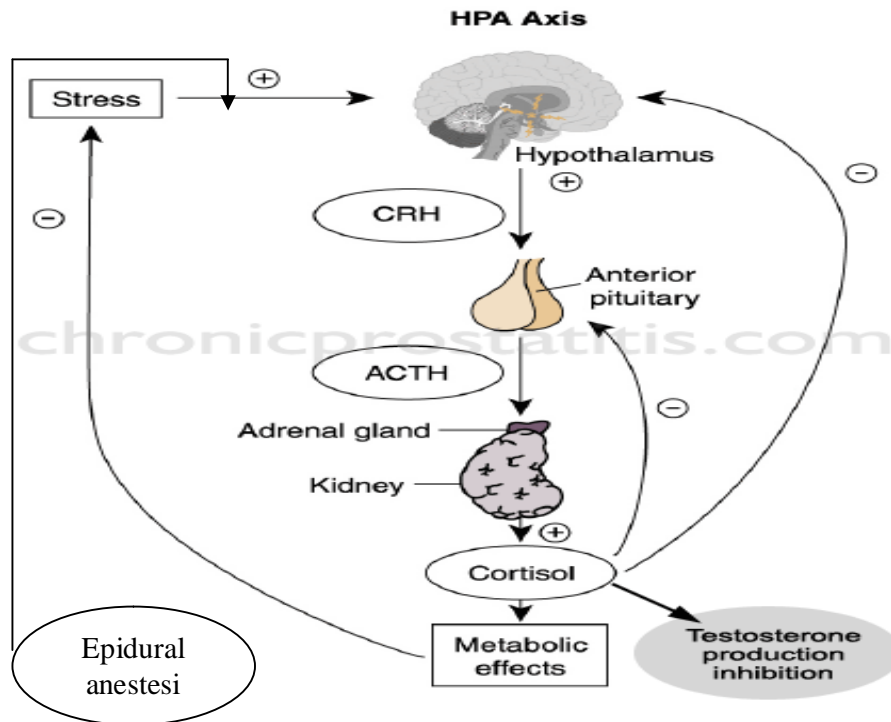 HPA Axis
+
Stress
Hypothalamus
+
−
−
CRH
Anterior
pituitary
chronicprostatitis.com
ACTH
−
Adrenal gland
Kidney
+
Cortisol
Epidural
anestesi
Metabolic
effects
Testosterone
production
inhibition